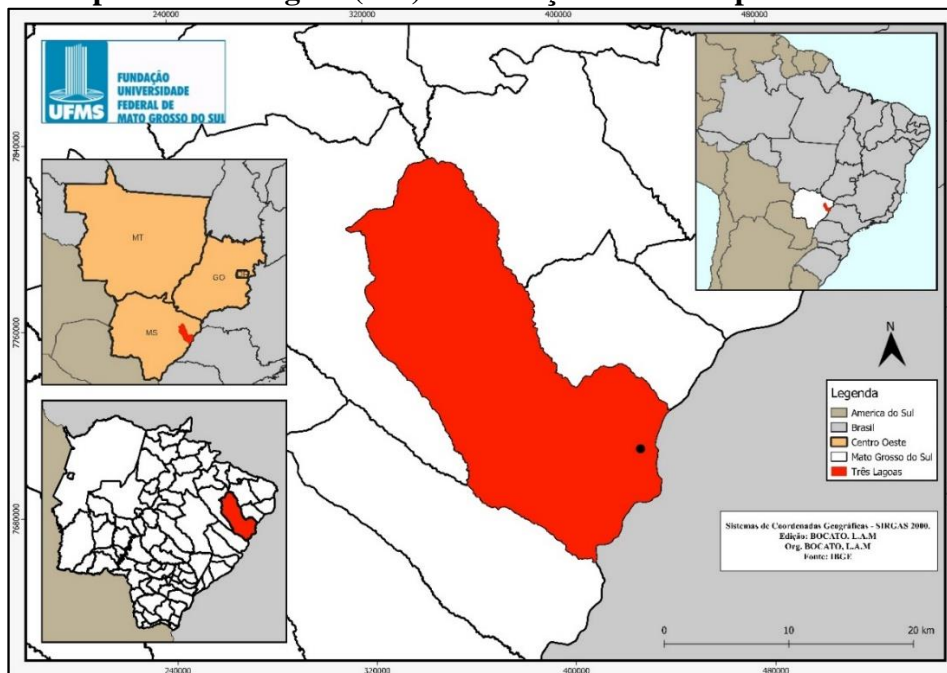 240000
320000
400000
480000
UFMS
FUNDAÇÃO
UNIVERSIDADE
FEDERAL DE
MATO GROSSO DO SUL
7840000
7760000
7680000
MT
GO
MS
N
Legenda
America do Sul
Brasil
Centro Oeste
Mato Grosso do Sul
Três Lagoas
Sistemas de Coordenadas Geográficas - SIRGAS 2000.
Edição: BOCATO. L.A.M
Org. BOCATO, L.A.M
Fonte: IBGE
0 10 20 km
240000
320000
400000
480000